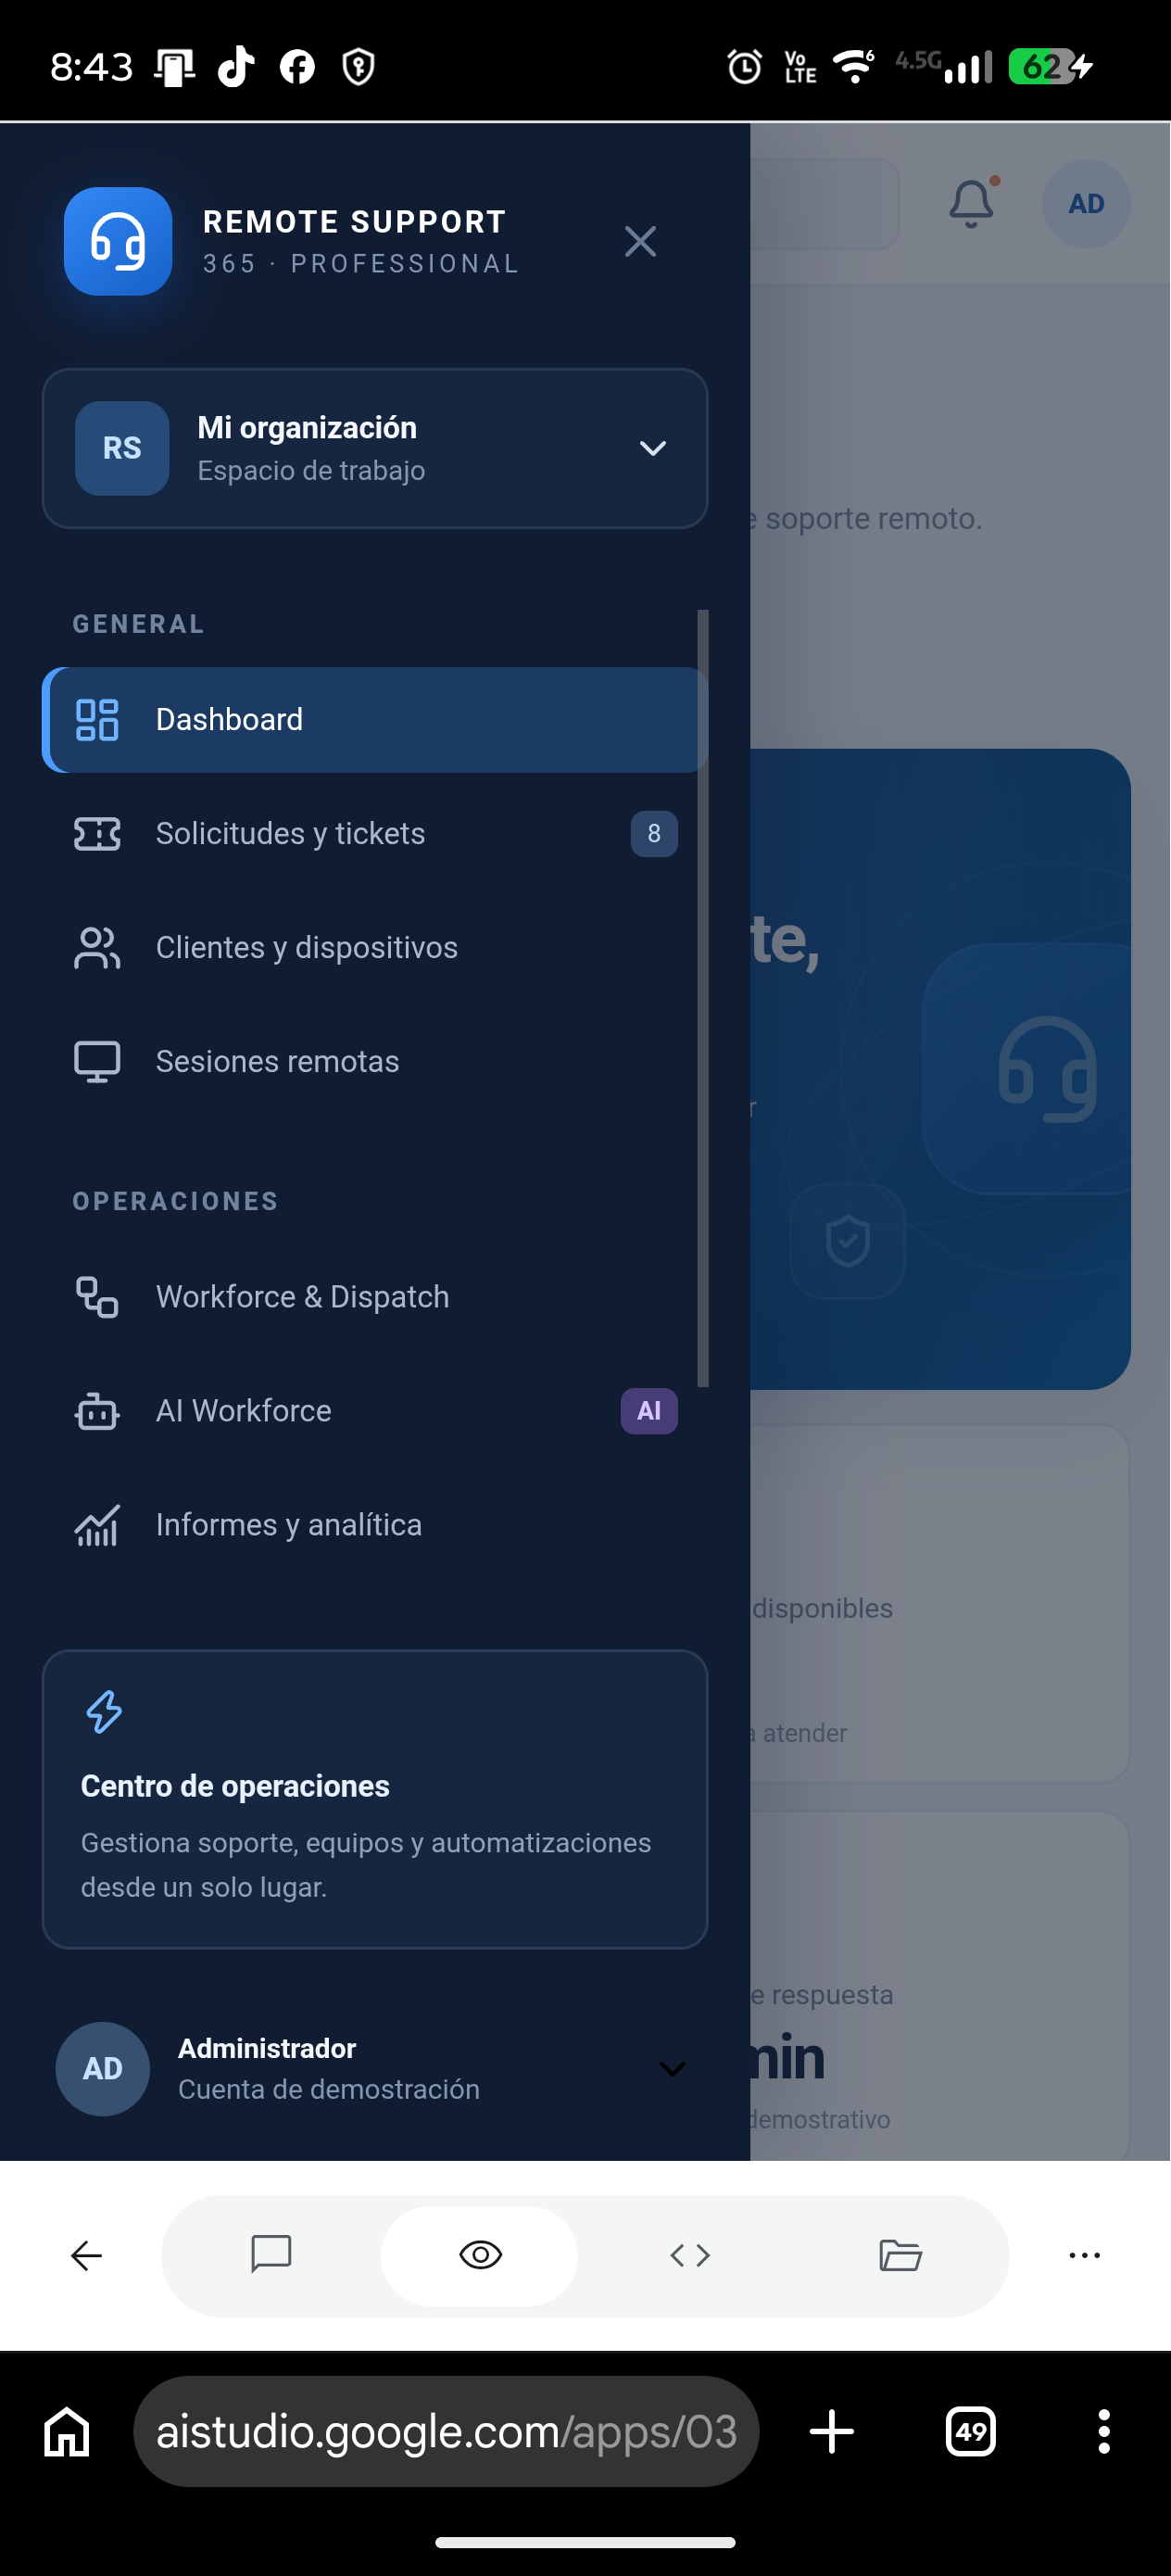 8:43
Vo
LTE
6
4.5G
62
REMOTE SUPPORT
365 · PROFESSIONAL
AD
RS
Mi organización
Espacio de trabajo
soporte remoto.
GENERAL
Dashboard
Solicitudes y tickets
8
te,
Clientes y dispositivos
Sesiones remotas
r
OPERACIONES
Workforce & Dispatch
AI Workforce
AI
Informes y analítica
disponibles
a atender
Centro de operaciones
Gestiona soporte, equipos y automatizaciones
desde un solo lugar.
e respuesta
min
demostrativo
AD
Administrador
Cuenta de demostración
aistudio.google.com/apps/03
49